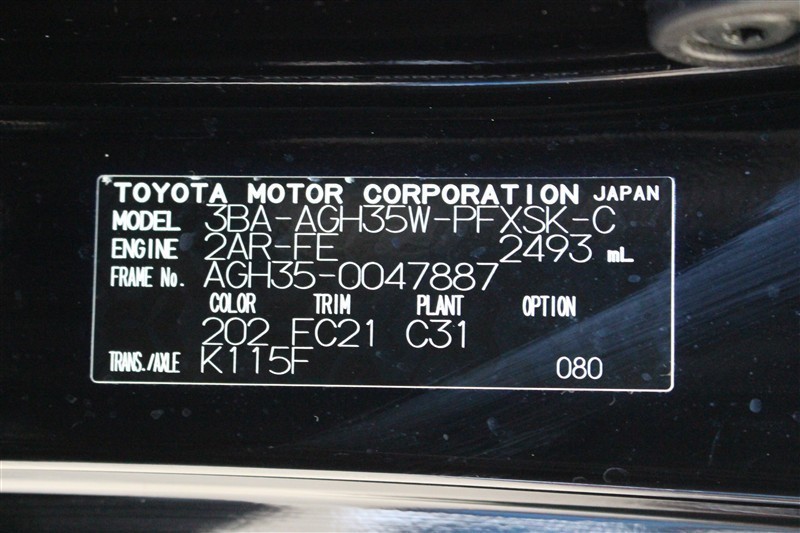 TOYOTA MOTOR CORPORATION JAPAN
MODEL 3BA-AGH35W-PFXSK-C
ENGINE 2AR-FE 2493 mL
FRAME No. AGH35-0047887
COLOR TRIM PLANT OPTION
202 FC21 C31
TRANS./AXLE K115F 080